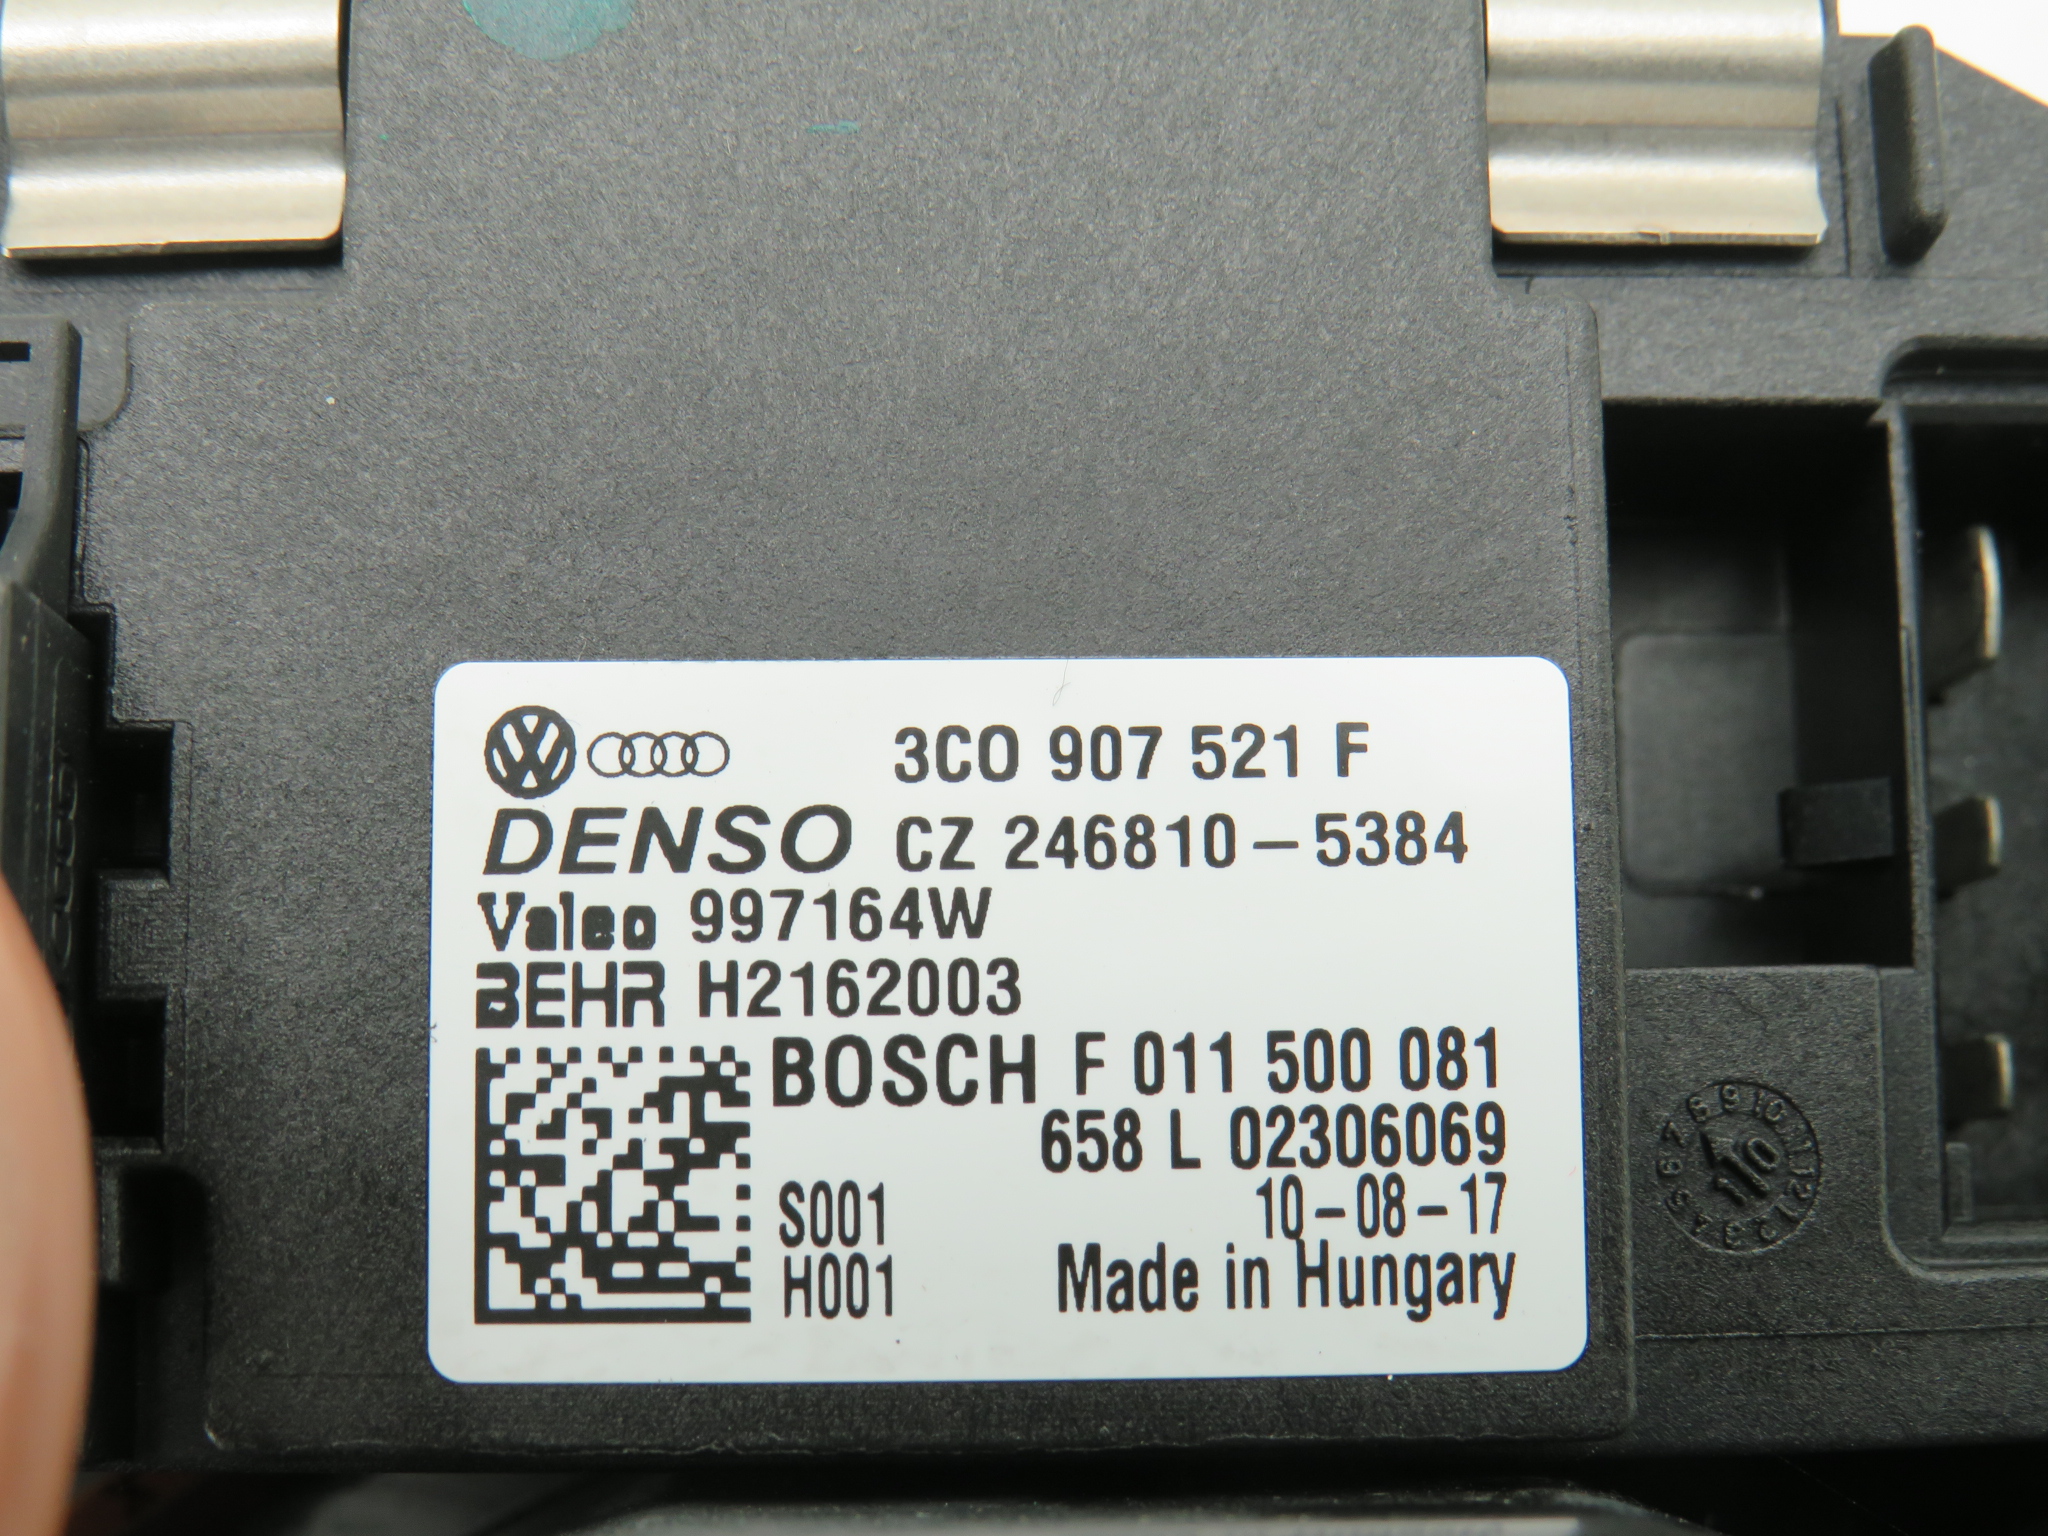 3C0 907 521 F
DENSO CZ 246810-5384
Valeo 997164W
BEHR H2162003
BOSCH F 011 500 081
658 L 02306069
S001 10-08-17
H001 Made in Hungary